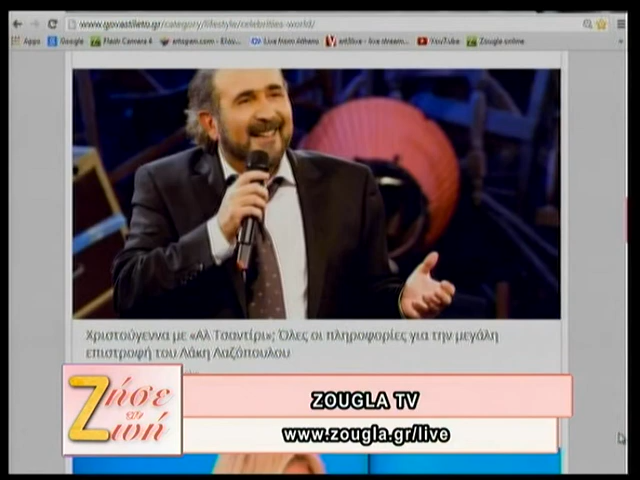 www.govastileto.gr/category/lifestyle/celebrities-world/
Apps Google Flash Camera 4 Live from Athens YouTube Zougla online
Χριστούγεννα με «Αλ Τσαντίρι»; Όλες οι πληροφορίες για την μεγάλη
επιστροφή του Λάκη Λαζόπουλου
Ζήσε
τη
Ζωή
ZOUGLA TV
www.zougla.gr/live